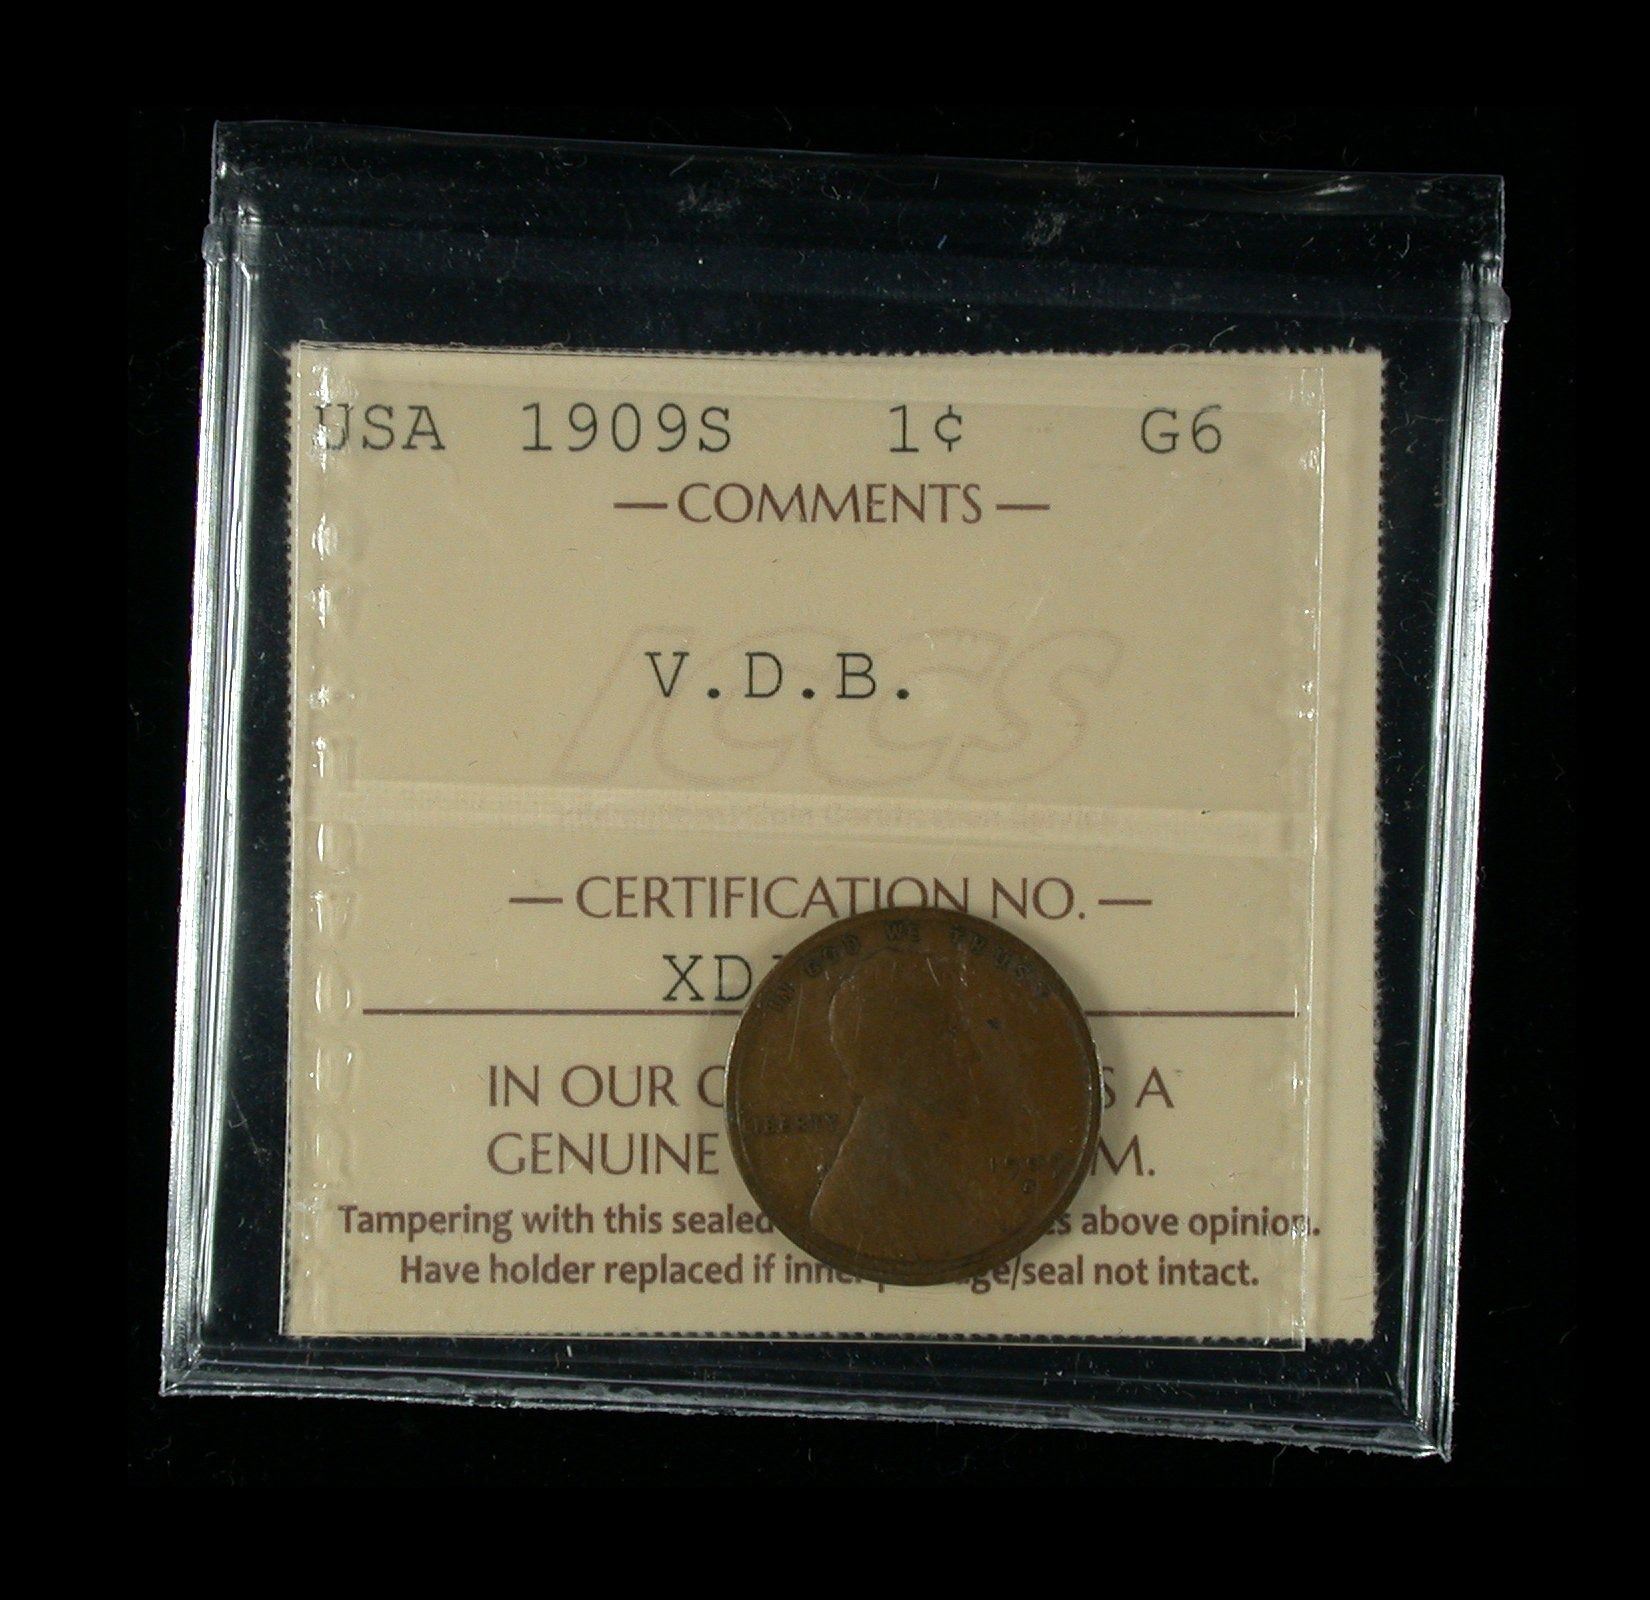 USA 1909S 1¢ G6
— COMMENTS —
ICCS
V.D.B.
— CERTIFICATION NO. —
XD
IN GOD WE TRUST
IN OUR S A
LIBERTY
GENUINE M.
S
Tampering with this sealed above opinion.
Have holder replaced if inner /seal not intact.